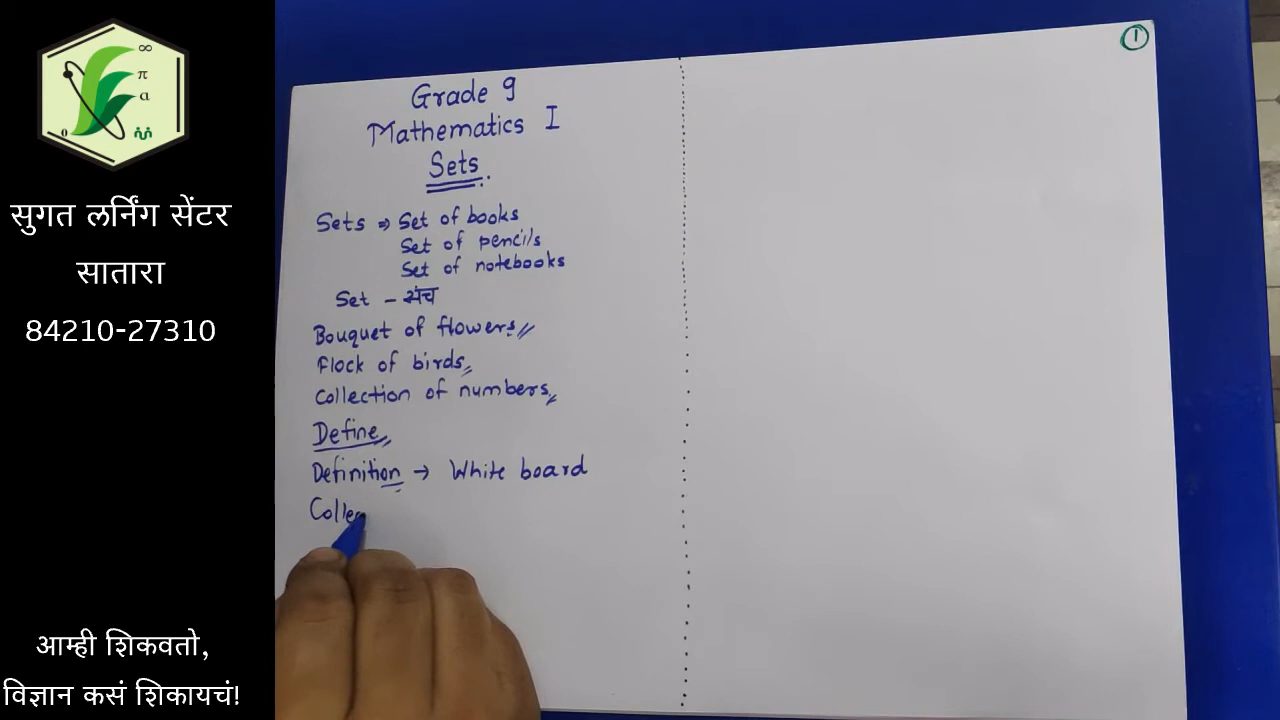 ∞
π
a
0
सुगत लर्निंग सेंटर
सातारा
84210-27310
आम्ही शिकवतो,
विज्ञान कसं शिकायचं!
1
Grade 9
Mathematics I
Sets.
Sets ⇒ Set of books
Set of pencils
Set of notebooks
Set – संच
Bouquet of flowers
Flock of birds
Collection of numbers
Define
Definition → White board
Colle